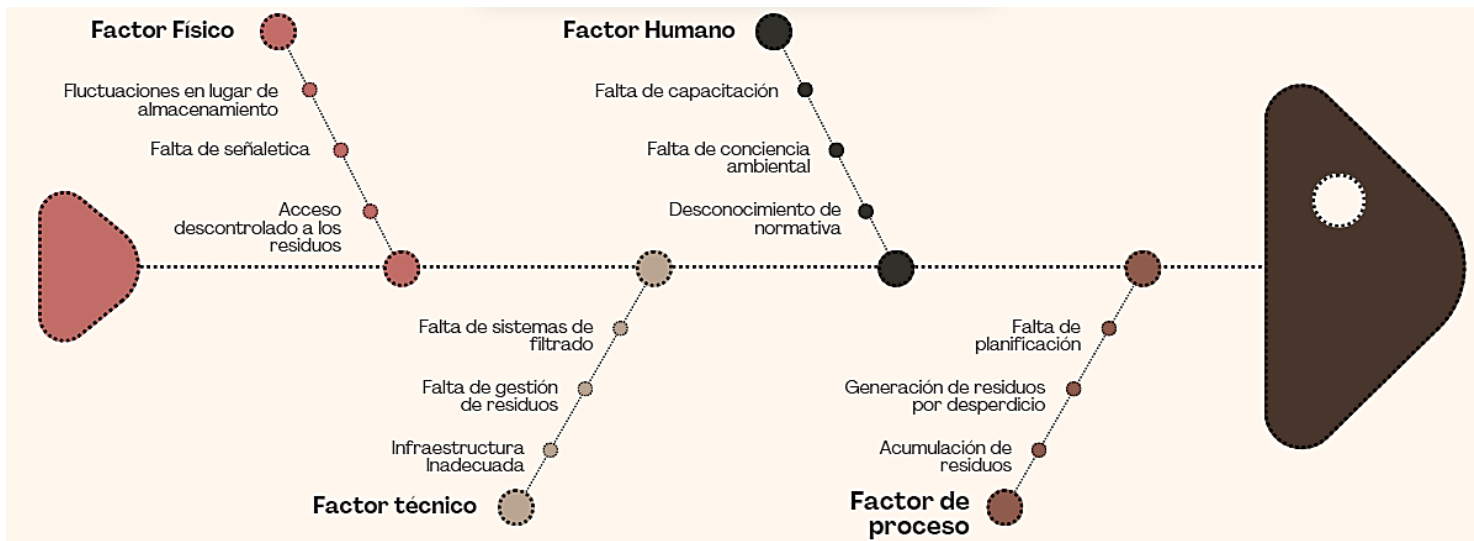 Factor Físico
Fluctuaciones en lugar de
almacenamiento
Falta de señaletica
Acceso
descontrolado a los
residuos
Factor Humano
Falta de capacitación
Falta de conciencia
ambiental
Desconocimiento de
normativa
Falta de sistemas de
filtrado
Falta de gestión
de residuos
Infraestructura
Inadecuada
Factor técnico
Falta de
planificación
Generación de residuos
por desperdicio
Acumulación de
residuos
Factor de
proceso